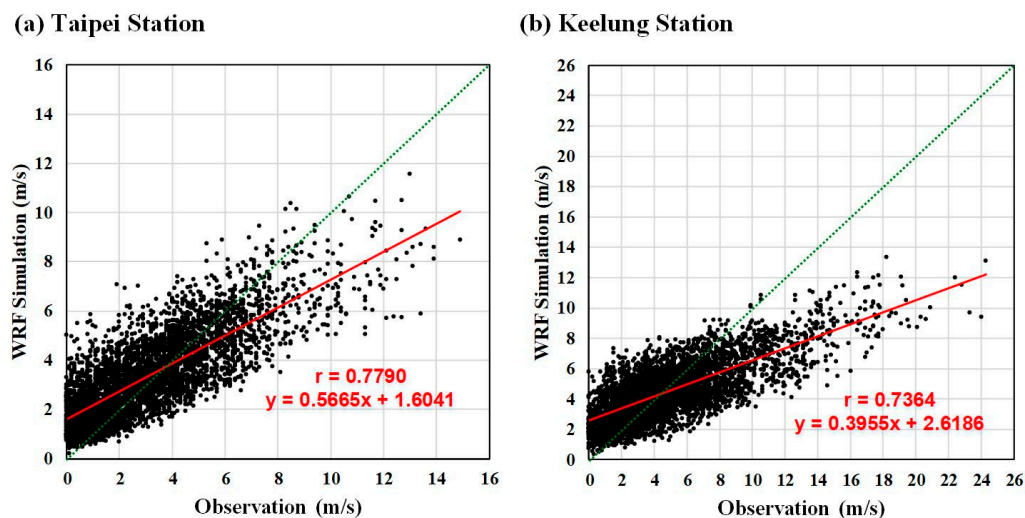 (a) Taipei Station
16
14
12
10
8
6
4
2
0
WRF Simulation (m/s)
r = 0.7790
y = 0.5665x + 1.6041
0 2 4 6 8 10 12 14 16
Observation (m/s)
(b) Keelung Station
26
24
22
20
18
16
14
12
10
8
6
4
2
0
WRF Simulation (m/s)
r = 0.7364
y = 0.3955x + 2.6186
0 2 4 6 8 10 12 14 16 18 20 22 24 26
Observation (m/s)